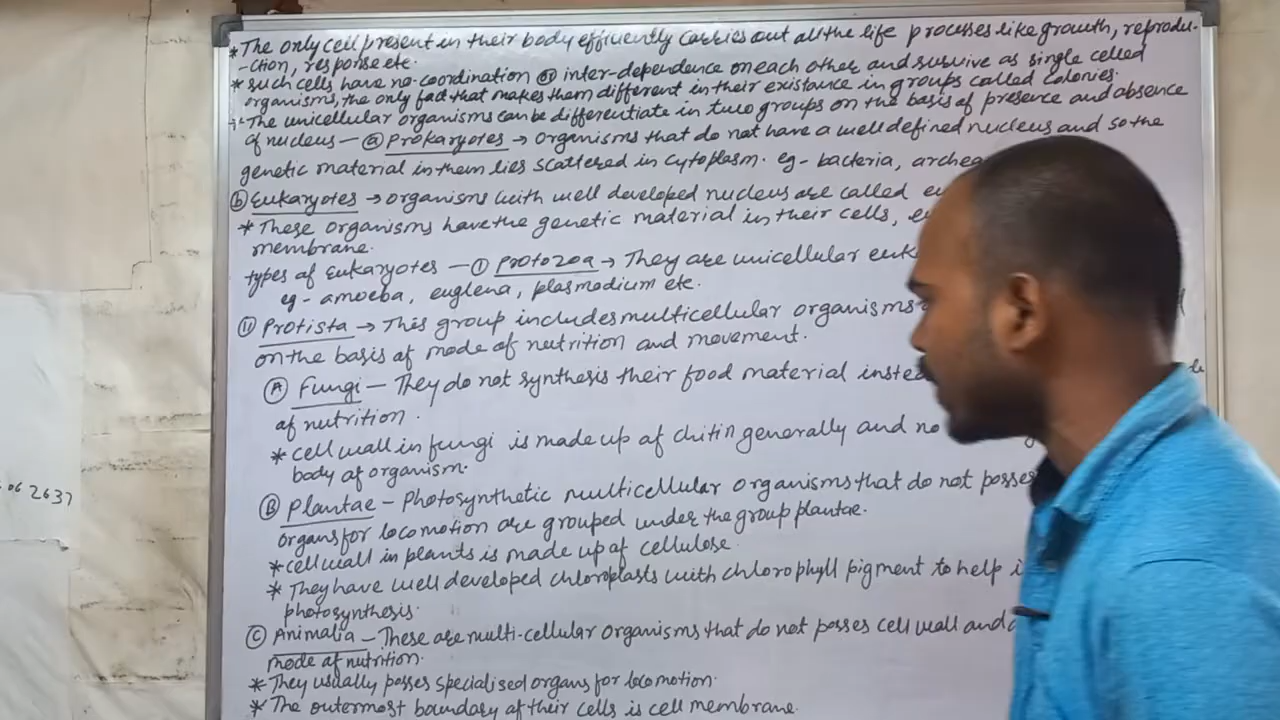 * The only cell present in their body efficiently carries out all the life processes like growth, reprodu-
-ction, response etc.
* such cells have no coordination or inter-dependence on each other and survive as single celled
organisms, the only fact that makes them different in their existance in groups called colonies.
* The unicellular organisms can be differentiate in two groups on the basis of presence and absence
of nucleus - (a) Prokaryotes → organisms that do not have a well defined nucleus and so the
genetic material in them lies scattered in cytoplasm. eg - bacteria, archea
(b) Eukaryotes → organisms with well developed nucleus are called
* These organisms have the genetic material in their cells,
membrane.
types of Eukaryotes - (i) Protozoa → They are unicellular
eg - amoeba, euglena, plasmodium etc.
(ii) Protista → This group includes multicellular organisms
on the basis of mode of nutrition and movement.
(A) Fungi - They do not synthesis their food material
of nutrition.
* cell wall in fungi is made up of chitin generally and no
body of organism.
(B) Plantae - Photosynthetic multicellular organisms that do not
organs for locomotion are grouped under the group plantae.
* cell wall in plants is made up of cellulose.
* They have well developed chloroplasts with chlorophyll pigment to help
photosynthesis.
(C) Animalia - These are multi-cellular organisms that do not posses cell wall and
mode of nutrition.
* They usually posses specialised organs for locomotion.
* The outermost boundary of their cells is cell membrane.
062637